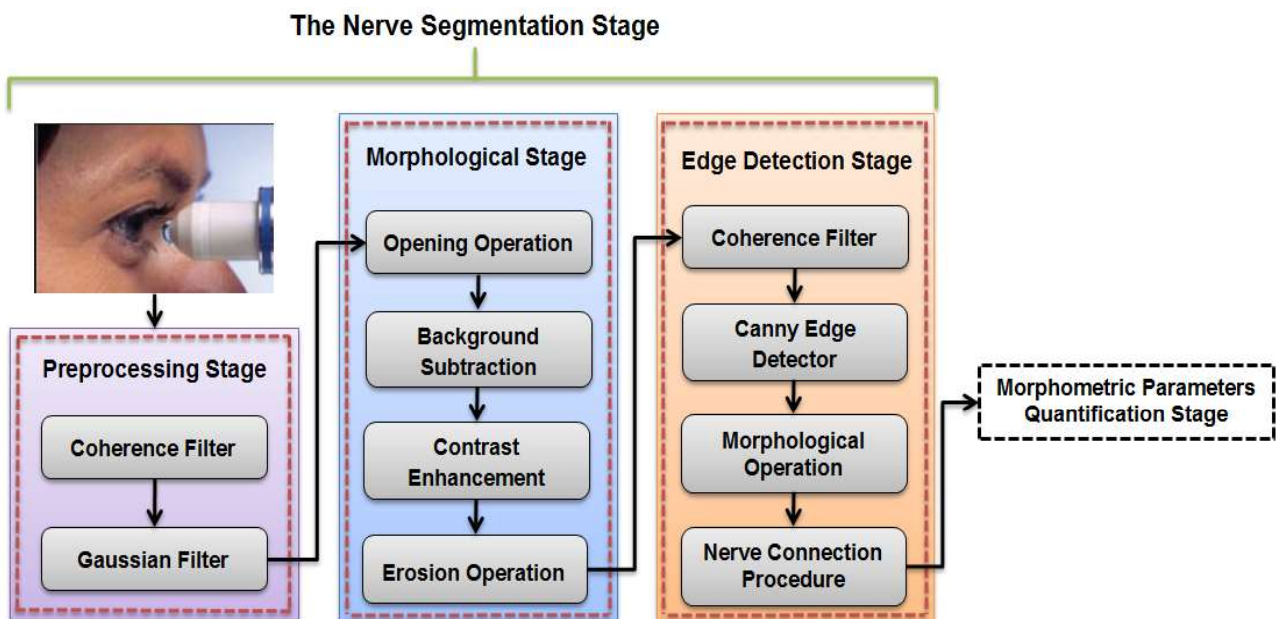 The Nerve Segmentation Stage
Preprocessing Stage
Coherence Filter
Gaussian Filter
Morphological Stage
Opening Operation
Background
Subtraction
Contrast
Enhancement
Erosion Operation
Edge Detection Stage
Coherence Filter
Canny Edge
Detector
Morphological
Operation
Nerve Connection
Procedure
Morphometric Parameters
Quantification Stage